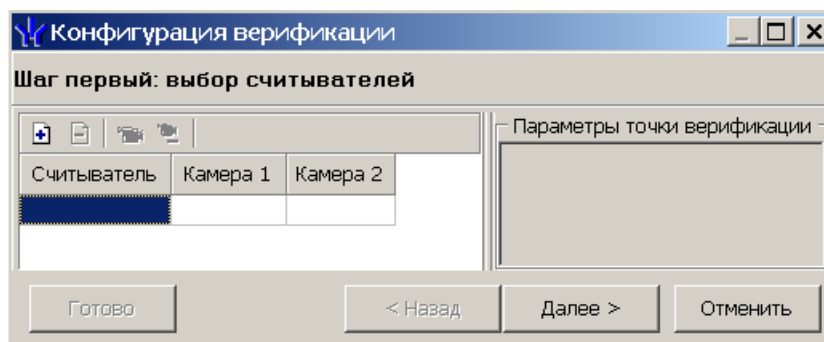 Конфигурация верификации
Шаг первый: выбор считывателей
Параметры точки верификации
Считыватель Камера 1 Камера 2
Готово < Назад Далее > Отменить